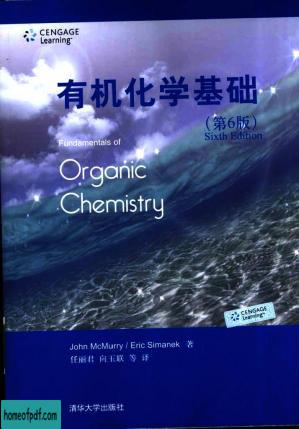 CENGAGE
Learning™
有机化学基础
(第6版)
Sixth Edition
Fundamentals of
Organic
Chemistry
CENGAGE
Learning™
John McMurry / Eric Simanek 著
任丽君 向玉联 等 译
清华大学出版社
homeofpdf.com